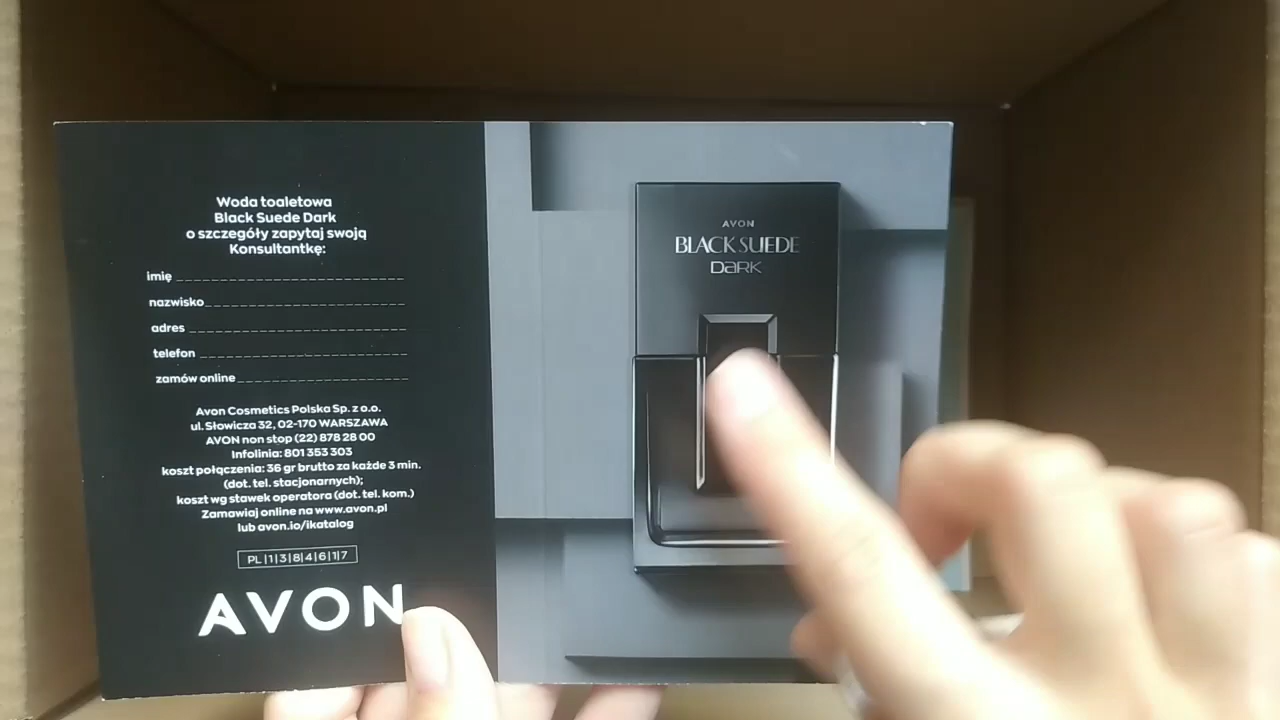 Woda toaletowa
Black Suede Dark
o szczegóły zapytaj swoją
Konsultantkę:
imię
nazwisko
adres
telefon
zamów online
Avon Cosmetics Polska Sp. z o.o.
ul. Słowicza 32, 02-170 WARSZAWA
AVON non stop (22) 878 28 00
Infolinia: 801 353 303
koszt połączenia: 36 gr brutto za każde 3 min.
(dot. tel. stacjonarnych);
koszt wg stawek operatora (dot. tel. kom.)
Zamawiaj online na www.avon.pl
lub avon.io/ikatalog
PL|1|3|8|4|6|1|7
AVON
AVON
BLACK SUEDE
DARK